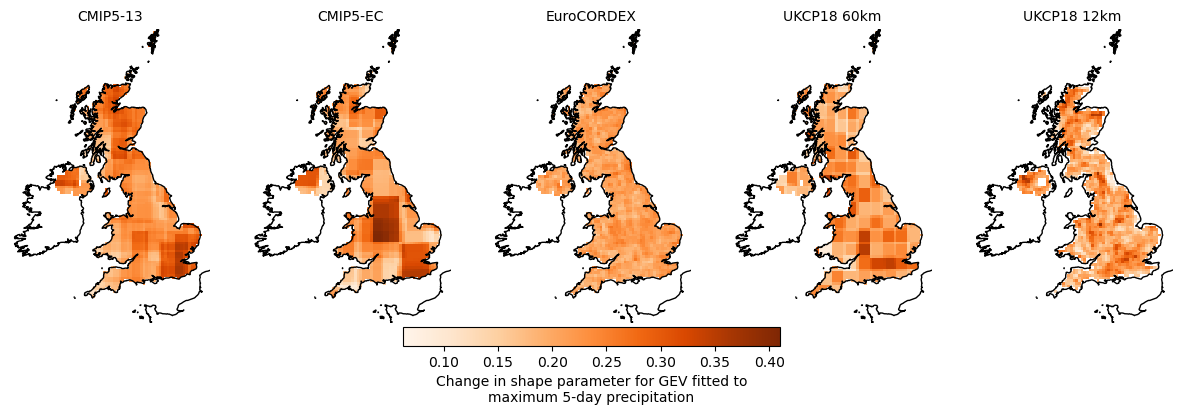 CMIP5-13
CMIP5-EC
EuroCORDEX
UKCP18 60km
UKCP18 12km
0.10 0.15 0.20 0.25 0.30 0.35 0.40
Change in shape parameter for GEV fitted to
maximum 5-day precipitation